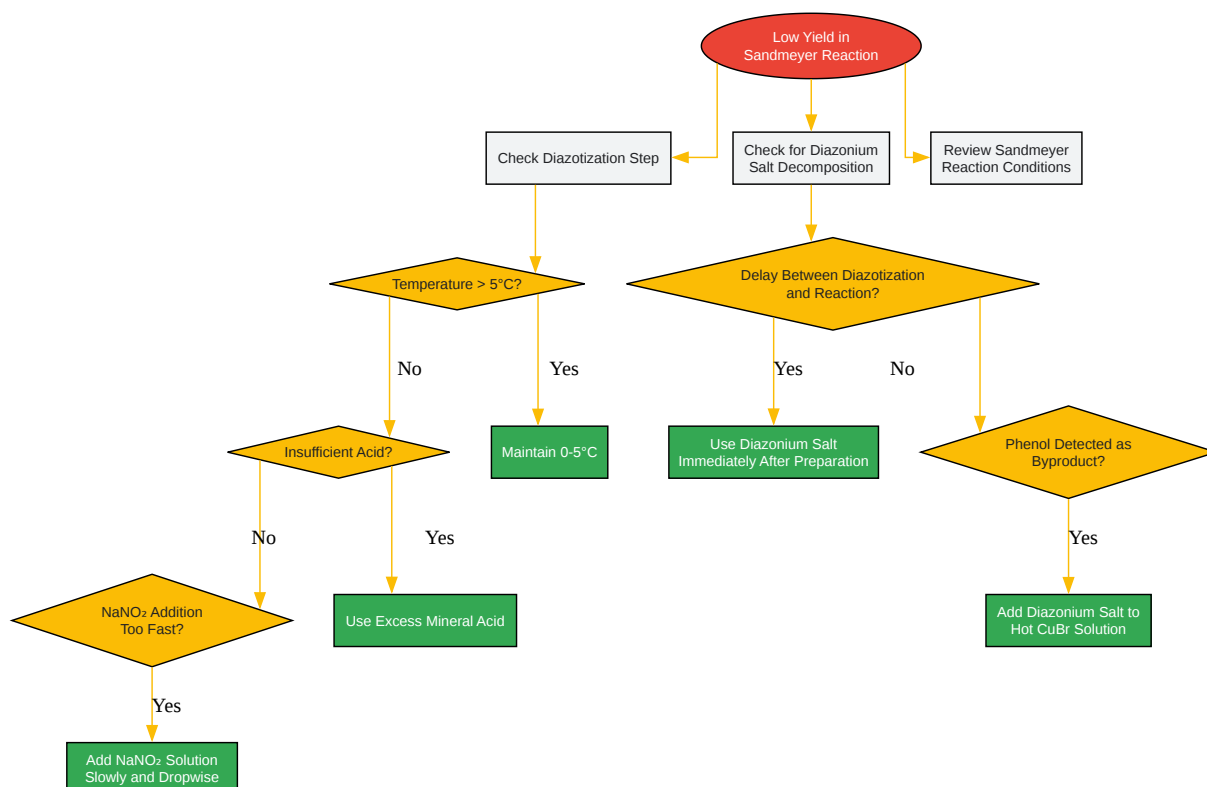 Low Yield in
Sandmeyer Reaction
Check Diazotization Step
Check for Diazonium
Salt Decomposition
Review Sandmeyer
Reaction Conditions
Temperature > 5°C?
Delay Between Diazotization
and Reaction?
No
Yes
Yes
No
Insufficient Acid?
Maintain 0-5°C
Use Diazonium Salt
Immediately After Preparation
Phenol Detected as
Byproduct?
No
Yes
Yes
NaNO₂ Addition
Too Fast?
Use Excess Mineral Acid
Add Diazonium Salt to
Hot CuBr Solution
Yes
Add NaNO₂ Solution
Slowly and Dropwise